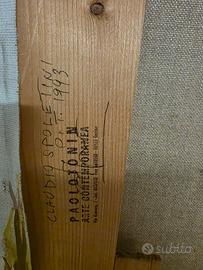 CLAUDIO SPOLETINI
O. T. 1993
PAOLO TONIN
ARTE CONTEMPORANEA
subito